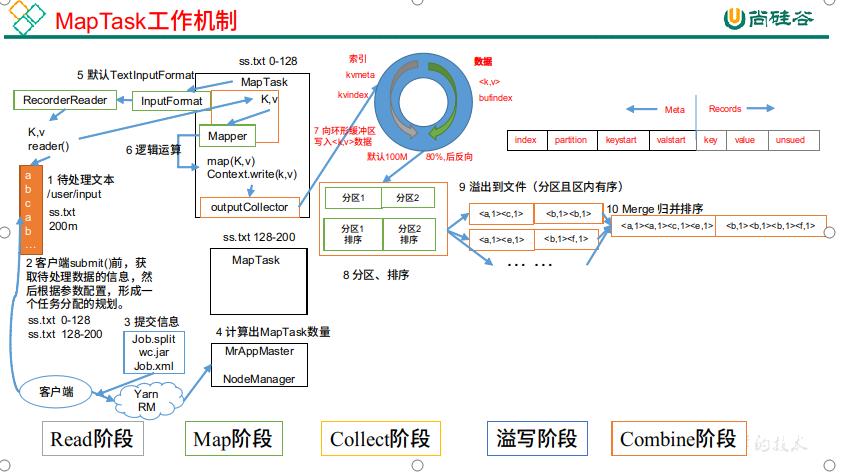 MapTask工作机制
尚硅谷
ss.txt 0-128
5 默认TextInputFormat
MapTask
RecorderReader
InputFormat
K,v
K,v
reader()
Mapper
6 逻辑运算
map(K,v)
Context.write(k,v)
outputCollector
索引
kvmeta
kvindex
数据
<k,v>
bufindex
7 向环形缓冲区
写入<k,v>数据
默认100M
80%,后反向
Meta
Records
index
partition
keystart
valstart
key
value
unsued
a
b
c
a
b
...
1 待处理文本
/user/input
ss.txt
200m
分区1
分区2
分区1
排序
分区2
排序
8 分区、排序
9 溢出到文件（分区且区内有序）
<a,1><c,1>
<b,1><b,1>
<a,1><e,1>
<b,1><f,1>
... ...
10 Merge 归并排序
<a,1><a,1><c,1><e,1>
<b,1><b,1><b,1><f,1>
ss.txt 128-200
MapTask
2 客户端submit()前，获
取待处理数据的信息，然
后根据参数配置，形成一
个任务分配的规划。
ss.txt 0-128
ss.txt 128-200
3 提交信息
Job.split
wc.jar
Job.xml
4 计算出MapTask数量
MrAppMaster
NodeManager
客户端
Yarn
RM
Read阶段
Map阶段
Collect阶段
溢写阶段
Combine阶段
的技术